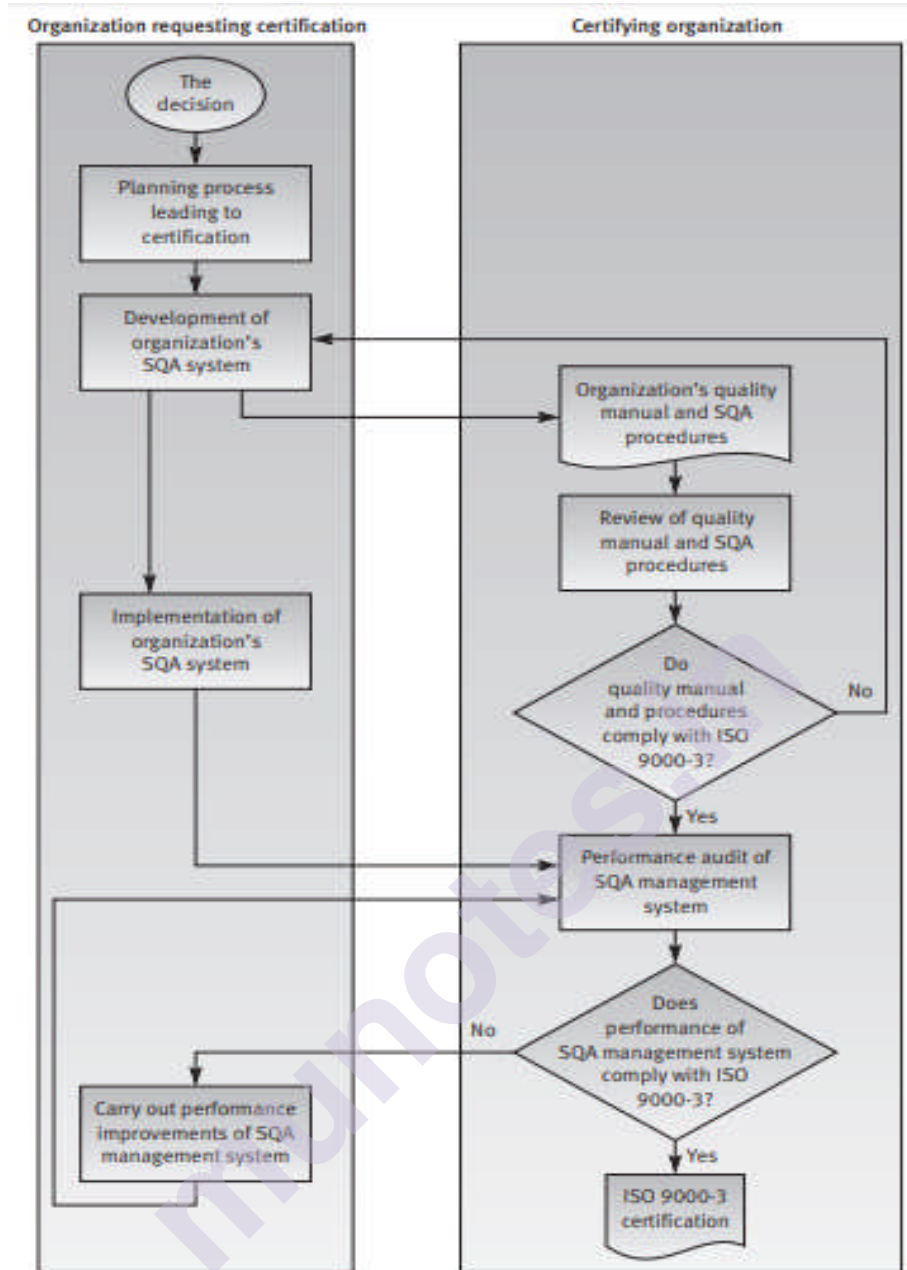 Organization requesting certification
Certifying organization
The
decision
Planning process
leading to
certification
Development of
organization's
SQA system
Organization's quality
manual and SQA
procedures
Review of quality
manual and SQA
procedures
Implementation of
organization's
SQA system
Do
quality manual
and procedures
comply with ISO
9000-3?
No
Yes
Performance audit of
SQA management
system
Does
performance of
SQA management system
comply with ISO
9000-3?
No
Carry out performance
improvements of SQA
management system
Yes
ISO 9000-3
certification
munotes.in